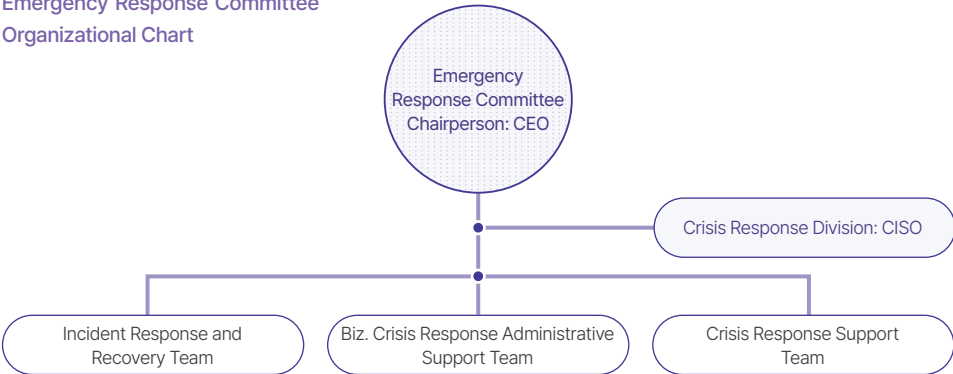 Emergency Response Committee
Organizational Chart
Emergency
Response Committee
Chairperson: CEO
Crisis Response Division: CISO
Incident Response and
Recovery Team
Biz. Crisis Response Administrative
Support Team
Crisis Response Support
Team